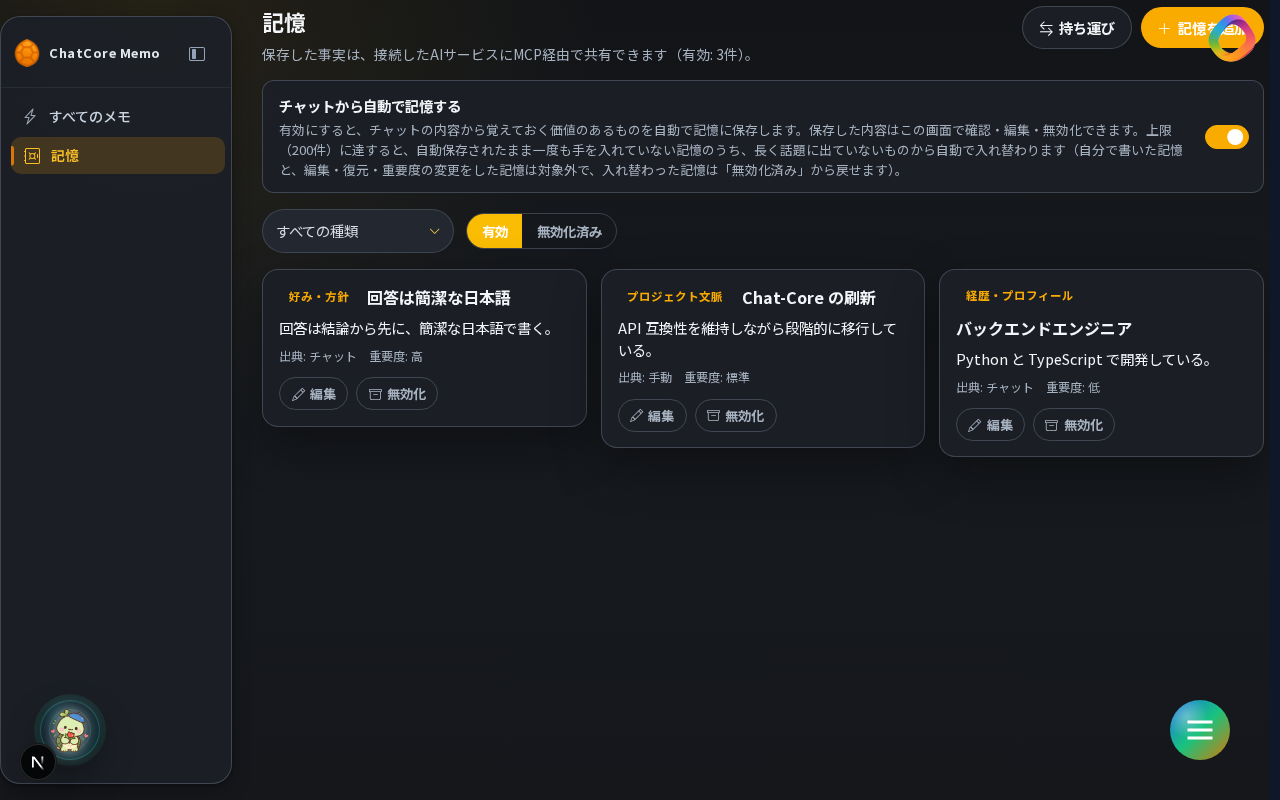 ChatCore Memo
すべてのメモ
記憶
記憶
保存した事実は、接続したAIサービスにMCP経由で共有できます（有効: 3件）。
持ち運び
記憶を追加
チャットから自動で記憶する
有効にすると、チャットの内容から覚えておく価値のあるものを自動で記憶に保存します。保存した内容はこの画面で確認・編集・無効化できます。上限
（200件）に達すると、自動保存されたまま一度も手を入れていない記憶のうち、長く話題に出ていないものから自動で入れ替わります（自分で書いた記憶
と、編集・復元・重要度の変更をした記憶は対象外で、入れ替わった記憶は「無効化済み」から戻せます）。
すべての種類
有効
無効化済み
好み・方針
回答は簡潔な日本語
回答は結論から先に、簡潔な日本語で書く。
出典: チャット 重要度: 高
編集
無効化
プロジェクト文脈
Chat-Core の刷新
API 互換性を維持しながら段階的に移行して
いる。
出典: 手動 重要度: 標準
編集
無効化
経歴・プロフィール
バックエンドエンジニア
Python と TypeScript で開発している。
出典: チャット 重要度: 低
編集
無効化
N